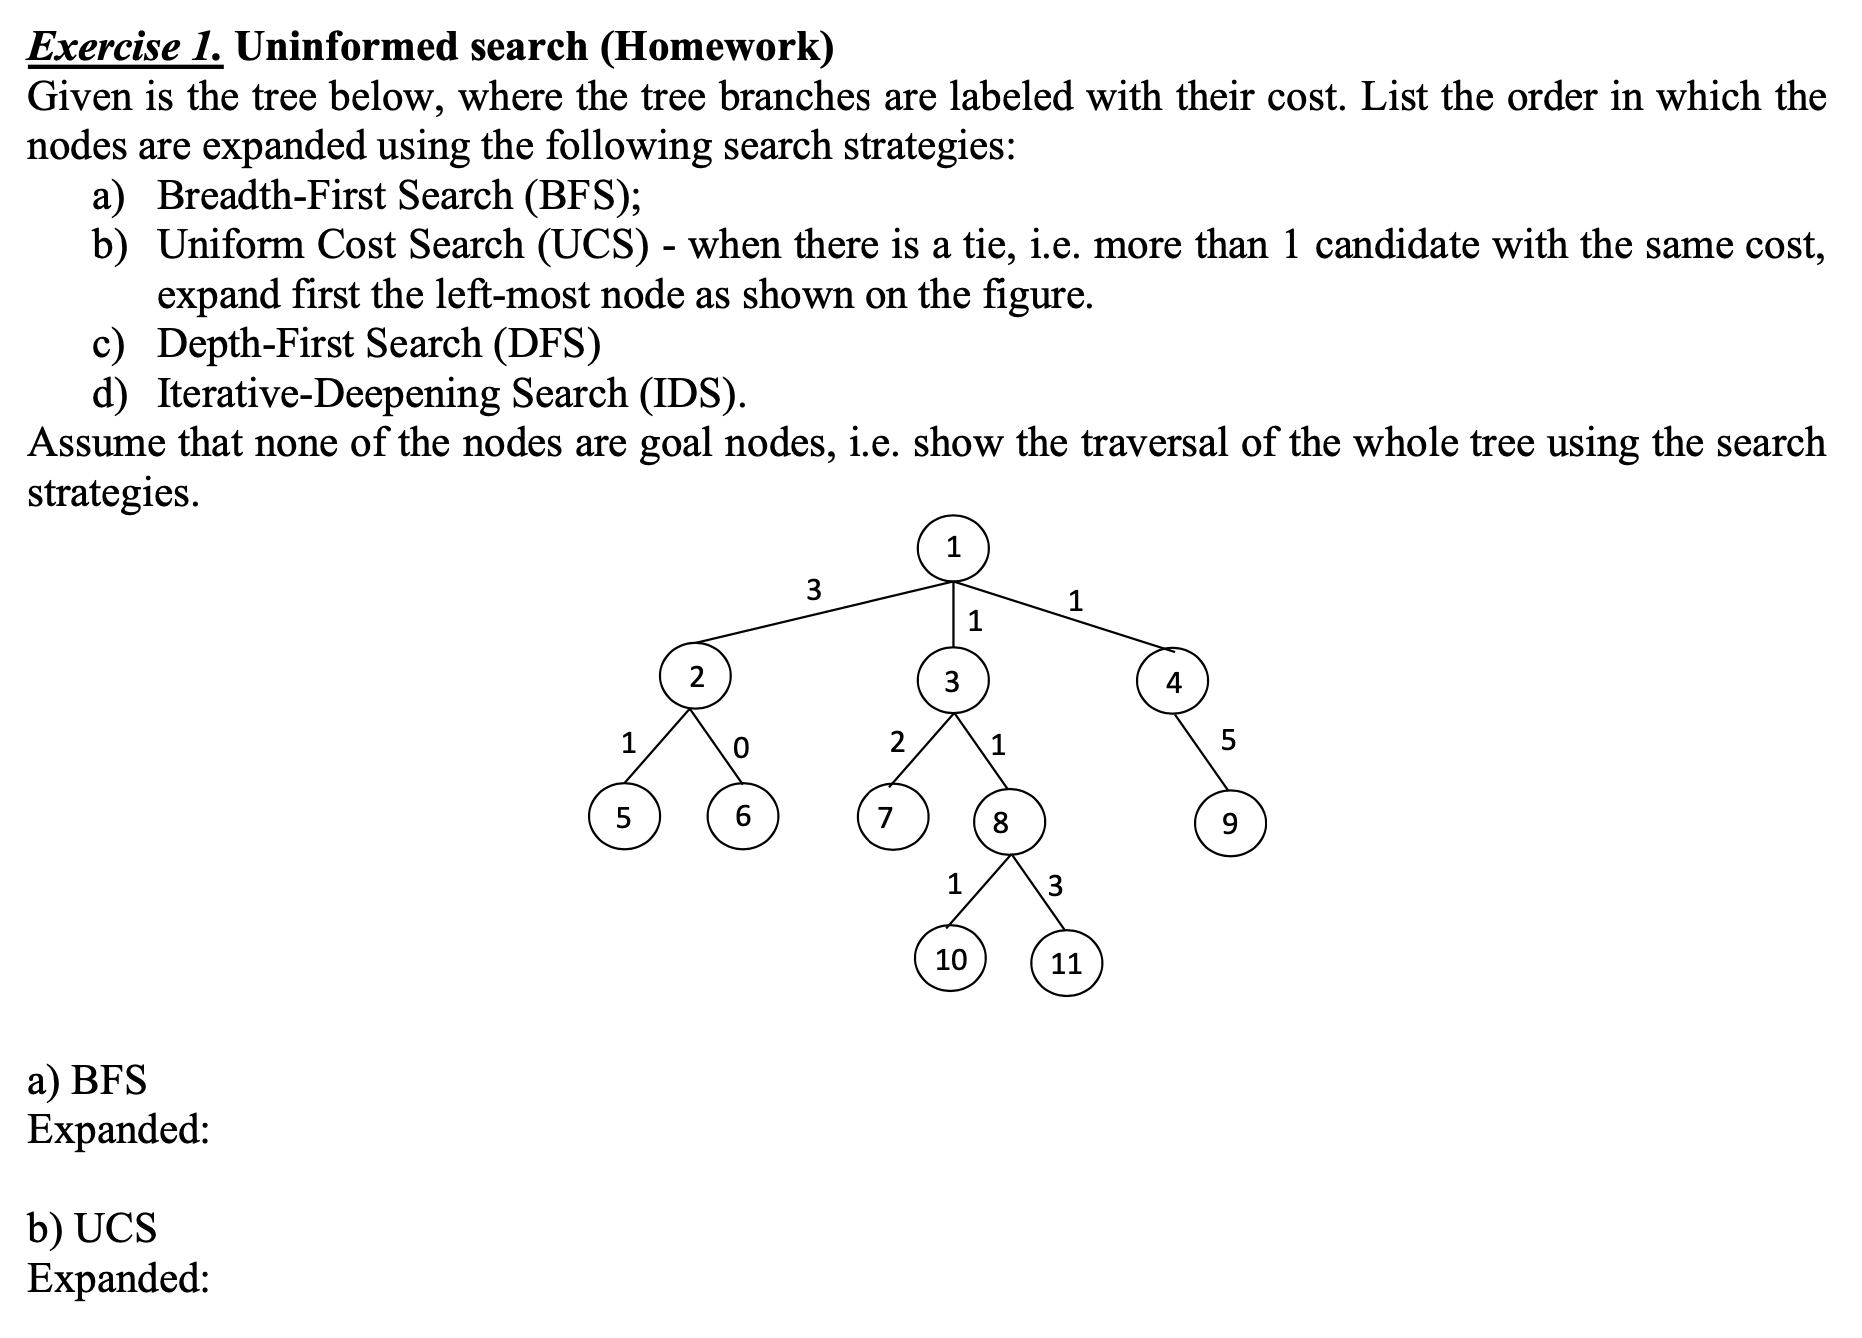 Exercise 1. Uninformed search (Homework)
Given is the tree below, where the tree branches are labeled with their cost. List the order in which the
nodes are expanded using the following search strategies:
a) Breadth-First Search (BFS);
b) Uniform Cost Search (UCS) - when there is a tie, i.e. more than 1 candidate with the same cost,
expand first the left-most node as shown on the figure.
c) Depth-First Search (DFS)
d) Iterative-Deepening Search (IDS).
Assume that none of the nodes are goal nodes, i.e. show the traversal of the whole tree using the search
strategies.
1
3 1 1
2 3 4
1 0 2 1 5
5 6 7 8 9
1 3
10 11
a) BFS
Expanded:
b) UCS
Expanded: